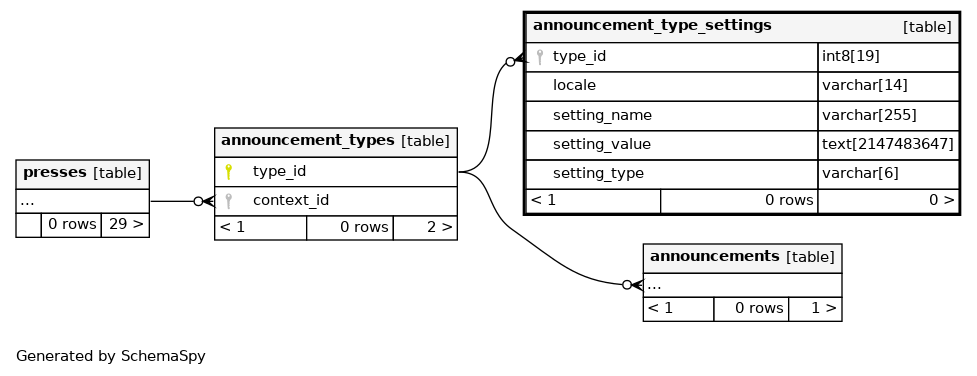 announcement_type_settings [table]
type_id int8[19]
locale varchar[14]
setting_name varchar[255]
setting_value text[2147483647]
setting_type varchar[6]
< 1 0 rows 0 >
announcement_types [table]
type_id
context_id
< 1 0 rows 2 >
presses [table]
...
0 rows 29 >
announcements [table]
...
< 1 0 rows 1 >
Generated by SchemaSpy